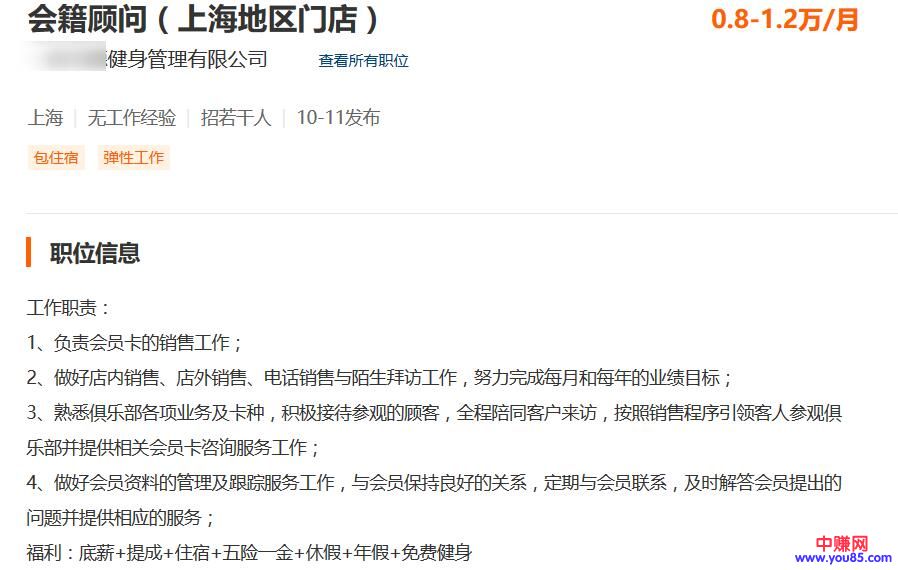 会籍顾问（上海地区门店）
0.8-1.2万/月
健身管理有限公司
查看所有职位
上海 | 无工作经验 | 招若干人 | 10-11发布
包住宿 弹性工作
职位信息
工作职责：
1、负责会员卡的销售工作；
2、做好店内销售、店外销售、电话销售与陌生拜访工作，努力完成每月和每年的业绩目标；
3、熟悉俱乐部各项业务及卡种，积极接待参观的顾客，全程陪同客户来访，按照销售程序引领客人参观俱
乐部并提供相关会员卡咨询服务工作；
4、做好会员资料的管理及跟踪服务工作，与会员保持良好的关系，定期与会员联系，及时解答会员提出的
问题并提供相应的服务；
福利：底薪+提成+住宿+五险一金+休假+年假+免费健身
中赚网
www.you85.com